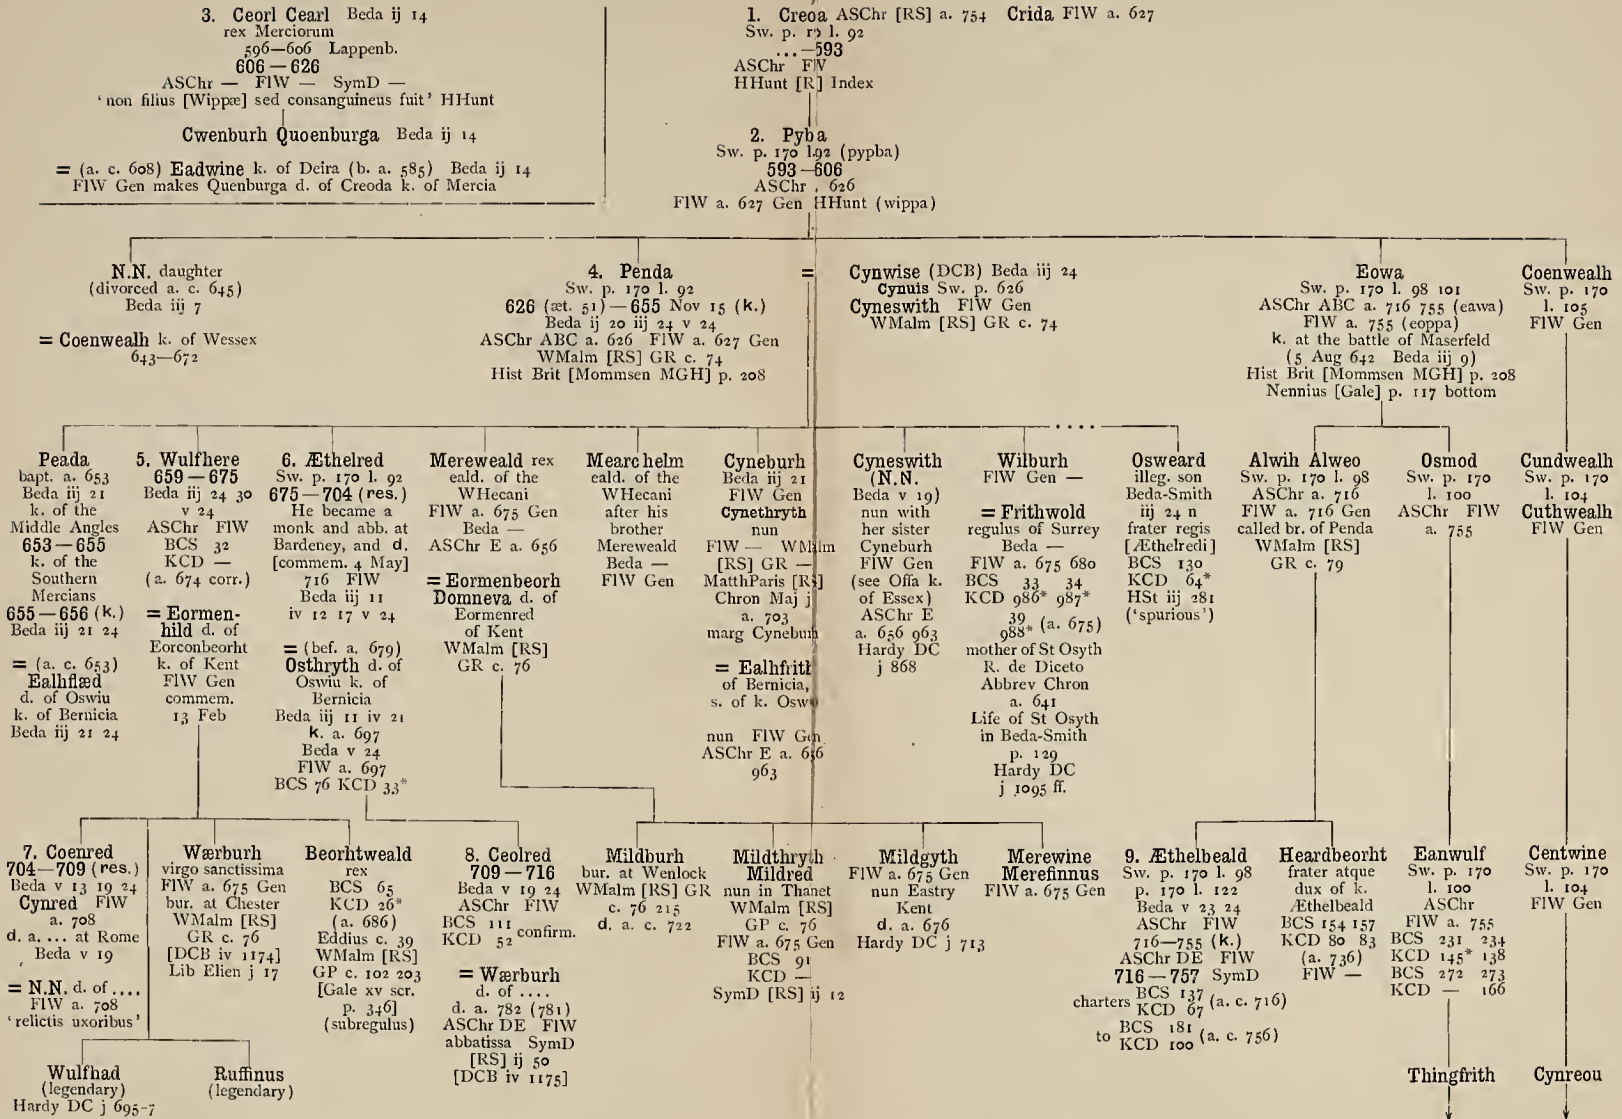 3. Ceorl Cearl Beda ij 14
rex Merciorum
596—606 Lappenb.
606—626
ASChr — FlW — SymD —
‘non filius [Wippæ] sed consanguineus fuit’ HHunt
Cwenburh Quoenburga Beda ij 14
= (a. c. 608) Eadwine k. of Deira (b. a. 585) Beda ij 14
FlW Gen makes Quenburga d. of Creoda k. of Mercia
1. Creoa ASChr [RS] a. 754 Crida FlW a. 627
Sw. p. l. 92
...—593
ASChr FlW
HHunt [R] Index
2. Pyba
Sw. p. 170 l.92 (pypba)
593—606
ASChr . 626
FlW a. 627 Gen HHunt (wippa)
N.N. daughter
(divorced a. c. 645)
Beda iij 7
= Coenwealh k. of Wessex
643—672
4. Penda
Sw. p. 170 l. 92
626 (æt. 51)—655 Nov 15 (k.)
Beda ij 20 iij 24 v 24
ASChr ABC a. 626 FlW a. 627 Gen
WMalm [RS] GR c. 74
Hist Brit [Mommsen MGH] p. 208
=
Cynwise (DCB) Beda iij 24
Cynuis Sw. p. 626
Cyneswith FlW Gen
WMalm [RS] GR c. 74
Eowa
Sw. p. 170 l. 98 101
ASChr ABC a. 716 755 (eawa)
FlW a. 755 (eoppa)
k. at the battle of Maserfeld
(5 Aug 642 Beda iij 9)
Hist Brit [Mommsen MGH] p. 208
Nennius [Gale] p. 117 bottom
Coenwealh
Sw. p. 170
l. 105
FlW Gen
Peada
bapt. a. 653
Beda iij 21
k. of the
Middle Angles
653—655
k. of the
Southern
Mercians
655—656 (k.)
Beda iij 21 24
= (a. c. 653)
Ealhflæd
d. of Oswiu
k. of Bernicia
Beda iij 21 24
5. Wulfhere
659—675
Beda iij 24 30
v 24
ASChr FlW
BCS 32
KCD —
(a. 674 corr.)
= Eormen-
hild d. of
Eorconbeorht
k. of Kent
FlW Gen
commem.
13 Feb
6. Æthelred
Sw. p. 170 l. 92
675—704 (res.)
He became a
monk and abb. at
Bardeney, and d.
[commem. 4 May]
716 FlW
Beda iij 11
iv 12 17 v 24
= (bef. a. 679)
Osthryth d. of
Oswiu k. of
Bernicia
Beda iij 11 iv 21
k. a. 697
Beda v 24
FlW a. 697
BCS 76 KCD 33*
Mereweald rex
eald. of the
WHecani
FlW a. 675 Gen
Beda —
ASChr E a. 656
= Eormenbeorh
Domneva d. of
Eormenred
of Kent
WMalm [RS]
GR c. 76
Mearchelm
eald. of the
WHecani
after his
brother
Mereweald
Beda —
FlW Gen
Cyneburh
Beda iij 21
FlW Gen
Cynethryth
nun
FlW — WMalm
[RS] GR —
MatthParis [RS]
Chron Maj j
a. 703
marg Cyneburh
= Ealhfrith
of Bernicia,
s. of k. Oswiu
nun FlW Gen
ASChr E a. 656
963
Cyneswith
(N.N.
Beda v 19)
nun with
her sister
Cyneburh
FlW Gen
(see Offa k.
of Essex)
ASChr E
a. 656 963
Hardy DC
j 868
Wilburh
FlW Gen —
= Frithwold
regulus of Surrey
Beda —
FlW a. 675 680
BCS 33 34
KCD 986* 987*
39
988* (a. 675)
mother of St Osyth
R. de Diceto
Abbrev Chron
a. 641
Life of St Osyth
in Beda-Smith
p. 129
Hardy DC
j 1095 ff.
Osweard
illeg. son
Beda-Smith
iij 24 n
frater regis
[Æthelredi]
BCS 130
KCD 64*
HSt iij 281
(‘spurious’)
Alwih Alweo
Sw. p. 170 l. 98
ASChr a. 716
FlW a. 716 Gen
called br. of Penda
WMalm [RS]
GR c. 79
Osmod
Sw. p. 170
l. 100
ASChr FlW
a. 755
Cundwealh
Sw. p. 170
l. 104
Cuthwealh
FlW Gen
7. Coenred
704—709 (res.)
Beda v 13 19 24
Cynred FlW
a. 708
d. a. ... at Rome
Beda v 19
= N.N. d. of ....
FlW a. 708
‘relictis uxoribus’
Wærburh
virgo sanctissima
FlW a. 675 Gen
bur. at Chester
WMalm [RS]
GR c. 76
[DCB iv 1174]
Lib Elien j 17
Beorhtweald
rex
BCS 65
KCD 26*
(a. 686)
Eddius c. 39
WMalm [RS]
GP c. 102 203
[Gale xv scr.
p. 346]
(subregulus)
8. Ceolred
709—716
Beda v 19 24
ASChr FlW
BCS 111
KCD 52 confirm.
= Wærburh
d. of ....
d. a. 782 (781)
ASChr DE FlW
abbatissa SymD
[RS] ij 50
[DCB iv 1175]
Mildburh
bur. at Wenlock
WMalm [RS] GR
c. 76 215
d. a. c. 722
Mildthryth
Mildred
nun in Thanet
WMalm [RS]
GP c. 76
FlW a. 675 Gen
BCS 91
KCD —
SymD [RS] ij 12
Mildgyth
FlW a. 675 Gen
nun Eastry
Kent
d. a. 676
Hardy DC j 713
Merewine
Merefinnus
FlW a. 675 Gen
9. Æthelbeald
Sw. p. 170 l. 98
p. 170 l. 122
Beda v 23 24
ASChr FlW
716—755 (k.)
ASChr DE FlW
716—757 SymD
charters BCS 137 KCD 67 (a. c. 716)
to BCS 181 KCD 100 (a. c. 756)
Heardbeorht
frater atque
dux of k.
Æthelbeald
BCS 154 157
KCD 80 83
(a. 736)
FlW —
Eanwulf
Sw. p. 170
l. 100
ASChr
FlW a. 755
BCS 231 234
KCD 145* 138
BCS 272 273
KCD — 166
Centwine
Sw. p. 170
l. 104
FlW Gen
Wulfhad
(legendary)
Hardy DC j 695-7
Ruffinus
(legendary)
Thingfrith
Cynreou